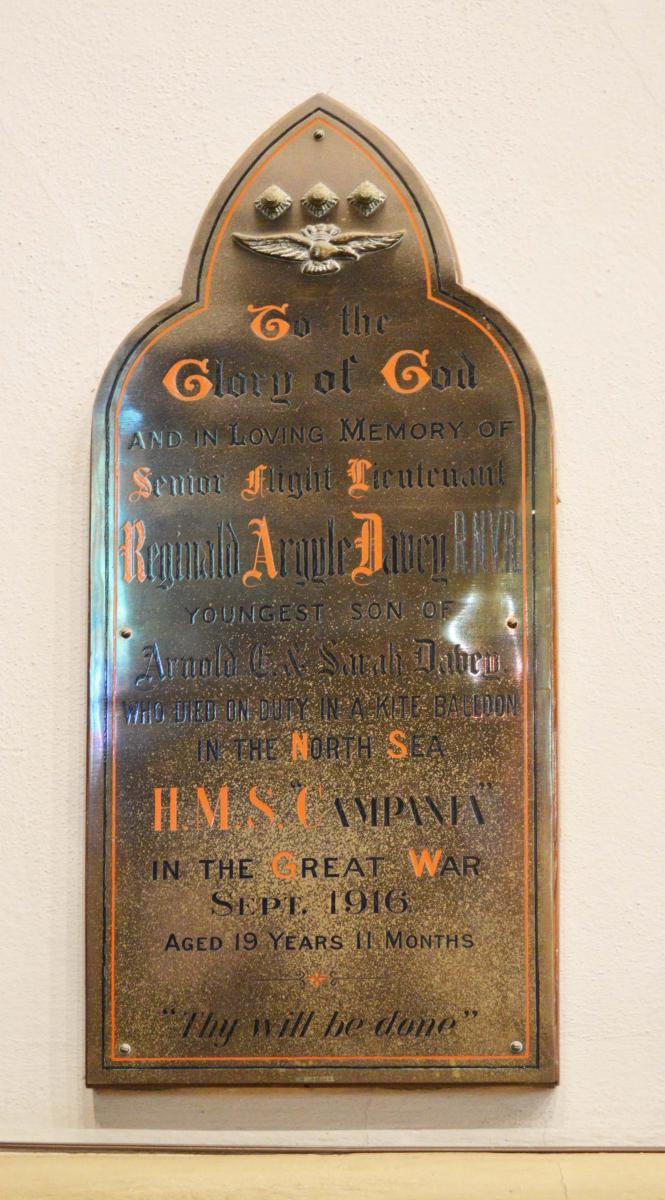 To the
Glory of God
AND IN LOVING MEMORY OF
Senior Flight Lieutenant
Reginald Argyle Davey R.N.V.R.
YOUNGEST SON OF
Arnold C. & Sarah Davey.
WHO DIED ON DUTY IN A KITE BALLOON
IN THE NORTH SEA
H.M.S. "CAMPANIA"
IN THE GREAT WAR
SEPT. 1916.
AGED 19 YEARS 11 MONTHS
"Thy will be done"